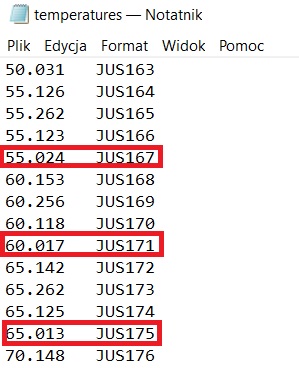 temperatures — Notatnik
Plik Edycja Format Widok Pomoc
50.031 JUS163
55.126 JUS164
55.262 JUS165
55.123 JUS166
55.024 JUS167
60.153 JUS168
60.256 JUS169
60.118 JUS170
60.017 JUS171
65.142 JUS172
65.262 JUS173
65.125 JUS174
65.013 JUS175
70.148 JUS176